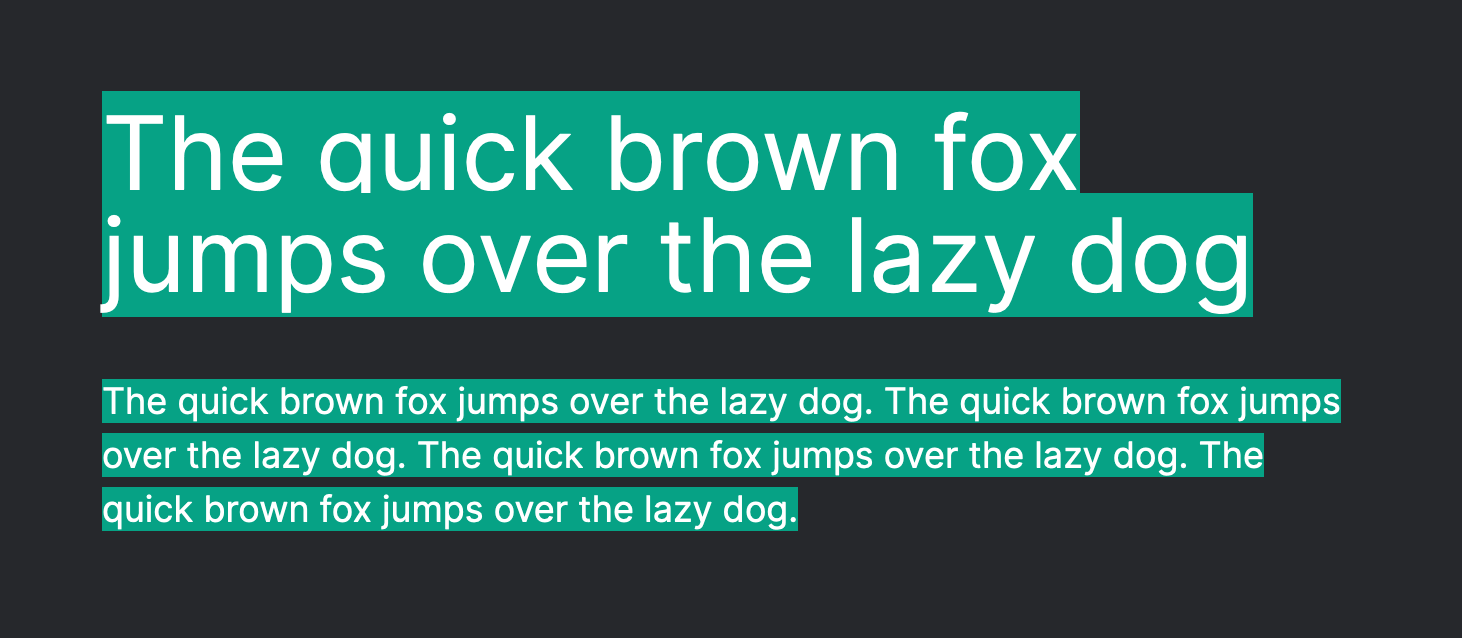 The quick brown fox
jumps over the lazy dog
The quick brown fox jumps over the lazy dog. The quick brown fox jumps
over the lazy dog. The quick brown fox jumps over the lazy dog. The
quick brown fox jumps over the lazy dog.